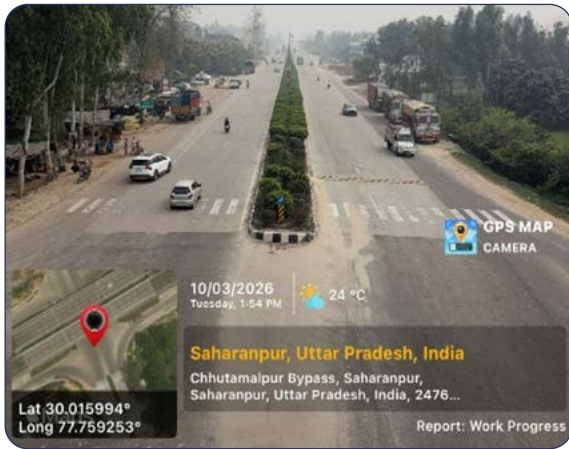 GPS MAP
CAMERA
10/03/2026
Tuesday, 1:54 PM
24 °C
Saharanpur, Uttar Pradesh, India
Chhutamalpur Bypass, Saharanpur,
Saharanpur, Uttar Pradesh, India, 2476...
Lat 30.015994°
Long 77.759253°
Report: Work Progress